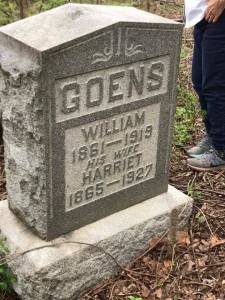 GOENS
WILLIAM
1861—1919
HIS WIFE
HARRIET
1865—1927